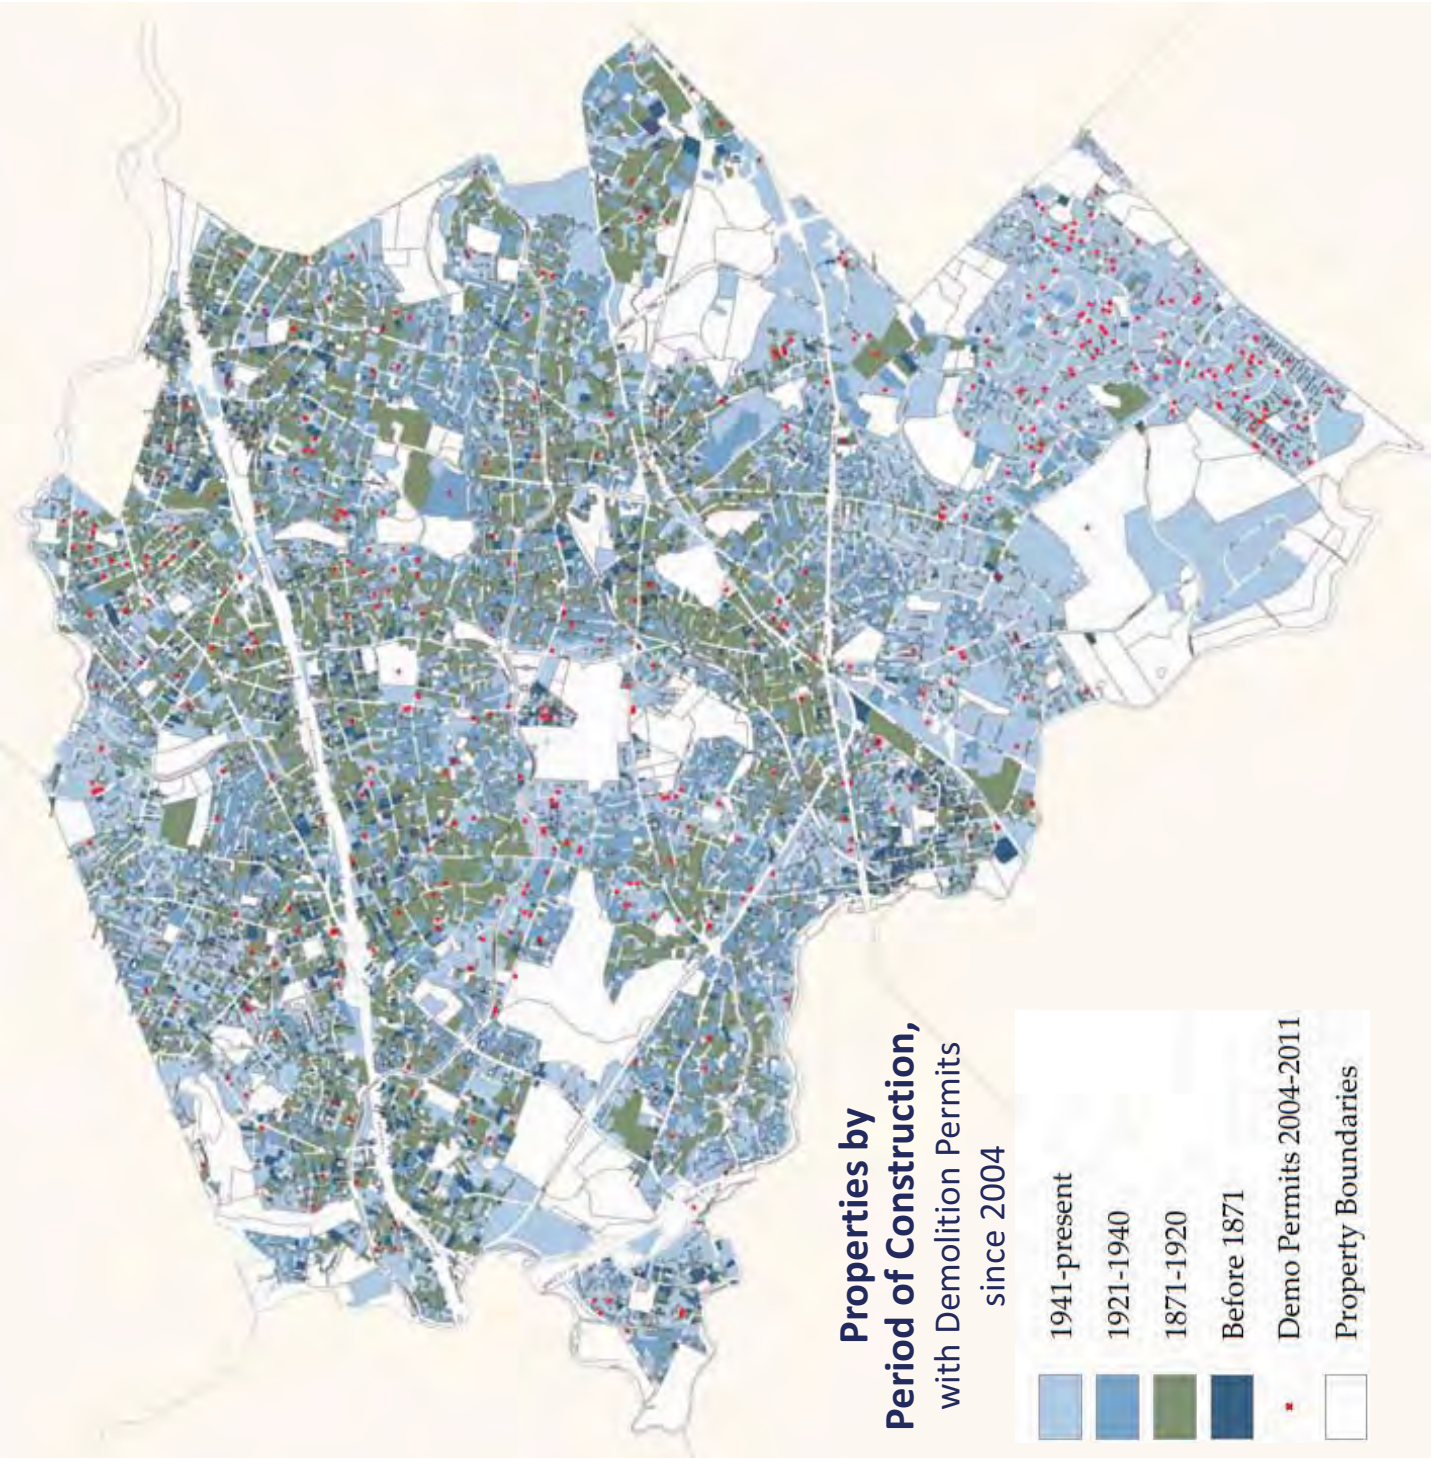 Properties by
Period of Construction,
with Demolition Permits
since 2004
1941-present
1921-1940
1871-1920
Before 1871
Demo Permits 2004-2011
Property Boundaries